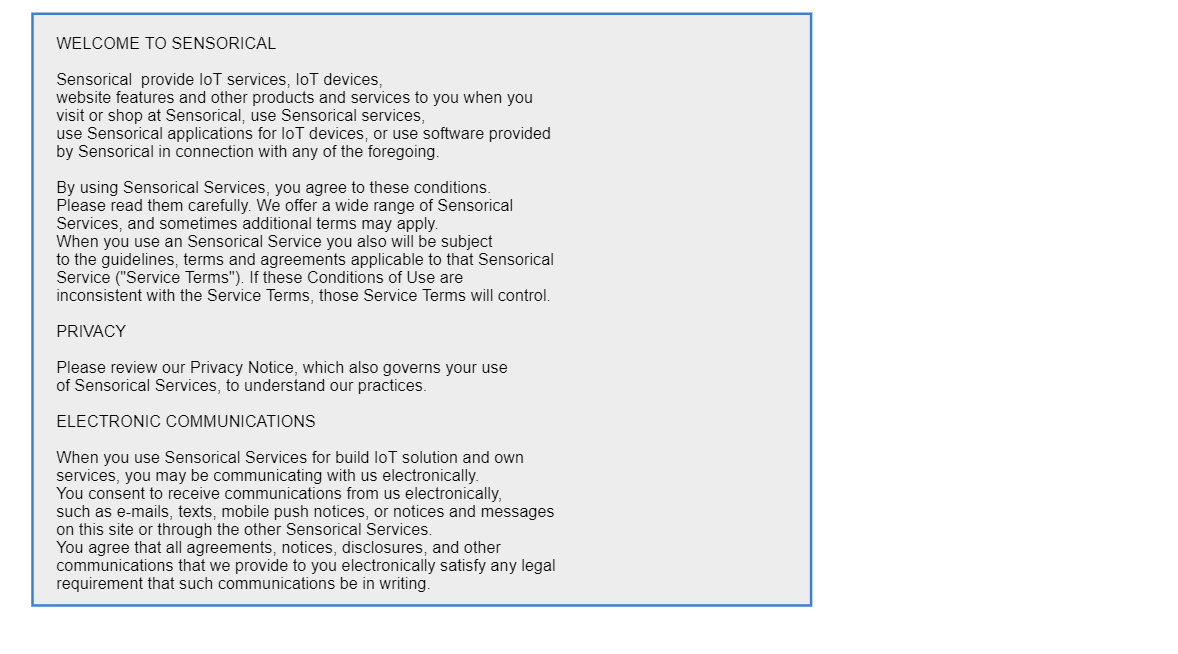 WELCOME TO SENSORICAL
Sensorical  provide IoT services, IoT devices,
website features and other products and services to you when you
visit or shop at Sensorical, use Sensorical services,
use Sensorical applications for IoT devices, or use software provided
by Sensorical in connection with any of the foregoing.
By using Sensorical Services, you agree to these conditions.
Please read them carefully. We offer a wide range of Sensorical
Services, and sometimes additional terms may apply.
When you use an Sensorical Service you also will be subject
to the guidelines, terms and agreements applicable to that Sensorical
Service ("Service Terms"). If these Conditions of Use are
inconsistent with the Service Terms, those Service Terms will control.
PRIVACY
Please review our Privacy Notice, which also governs your use
of Sensorical Services, to understand our practices.
ELECTRONIC COMMUNICATIONS
When you use Sensorical Services for build IoT solution and own
services, you may be communicating with us electronically.
You consent to receive communications from us electronically,
such as e-mails, texts, mobile push notices, or notices and messages
on this site or through the other Sensorical Services.
You agree that all agreements, notices, disclosures, and other
communications that we provide to you electronically satisfy any legal
requirement that such communications be in writing.